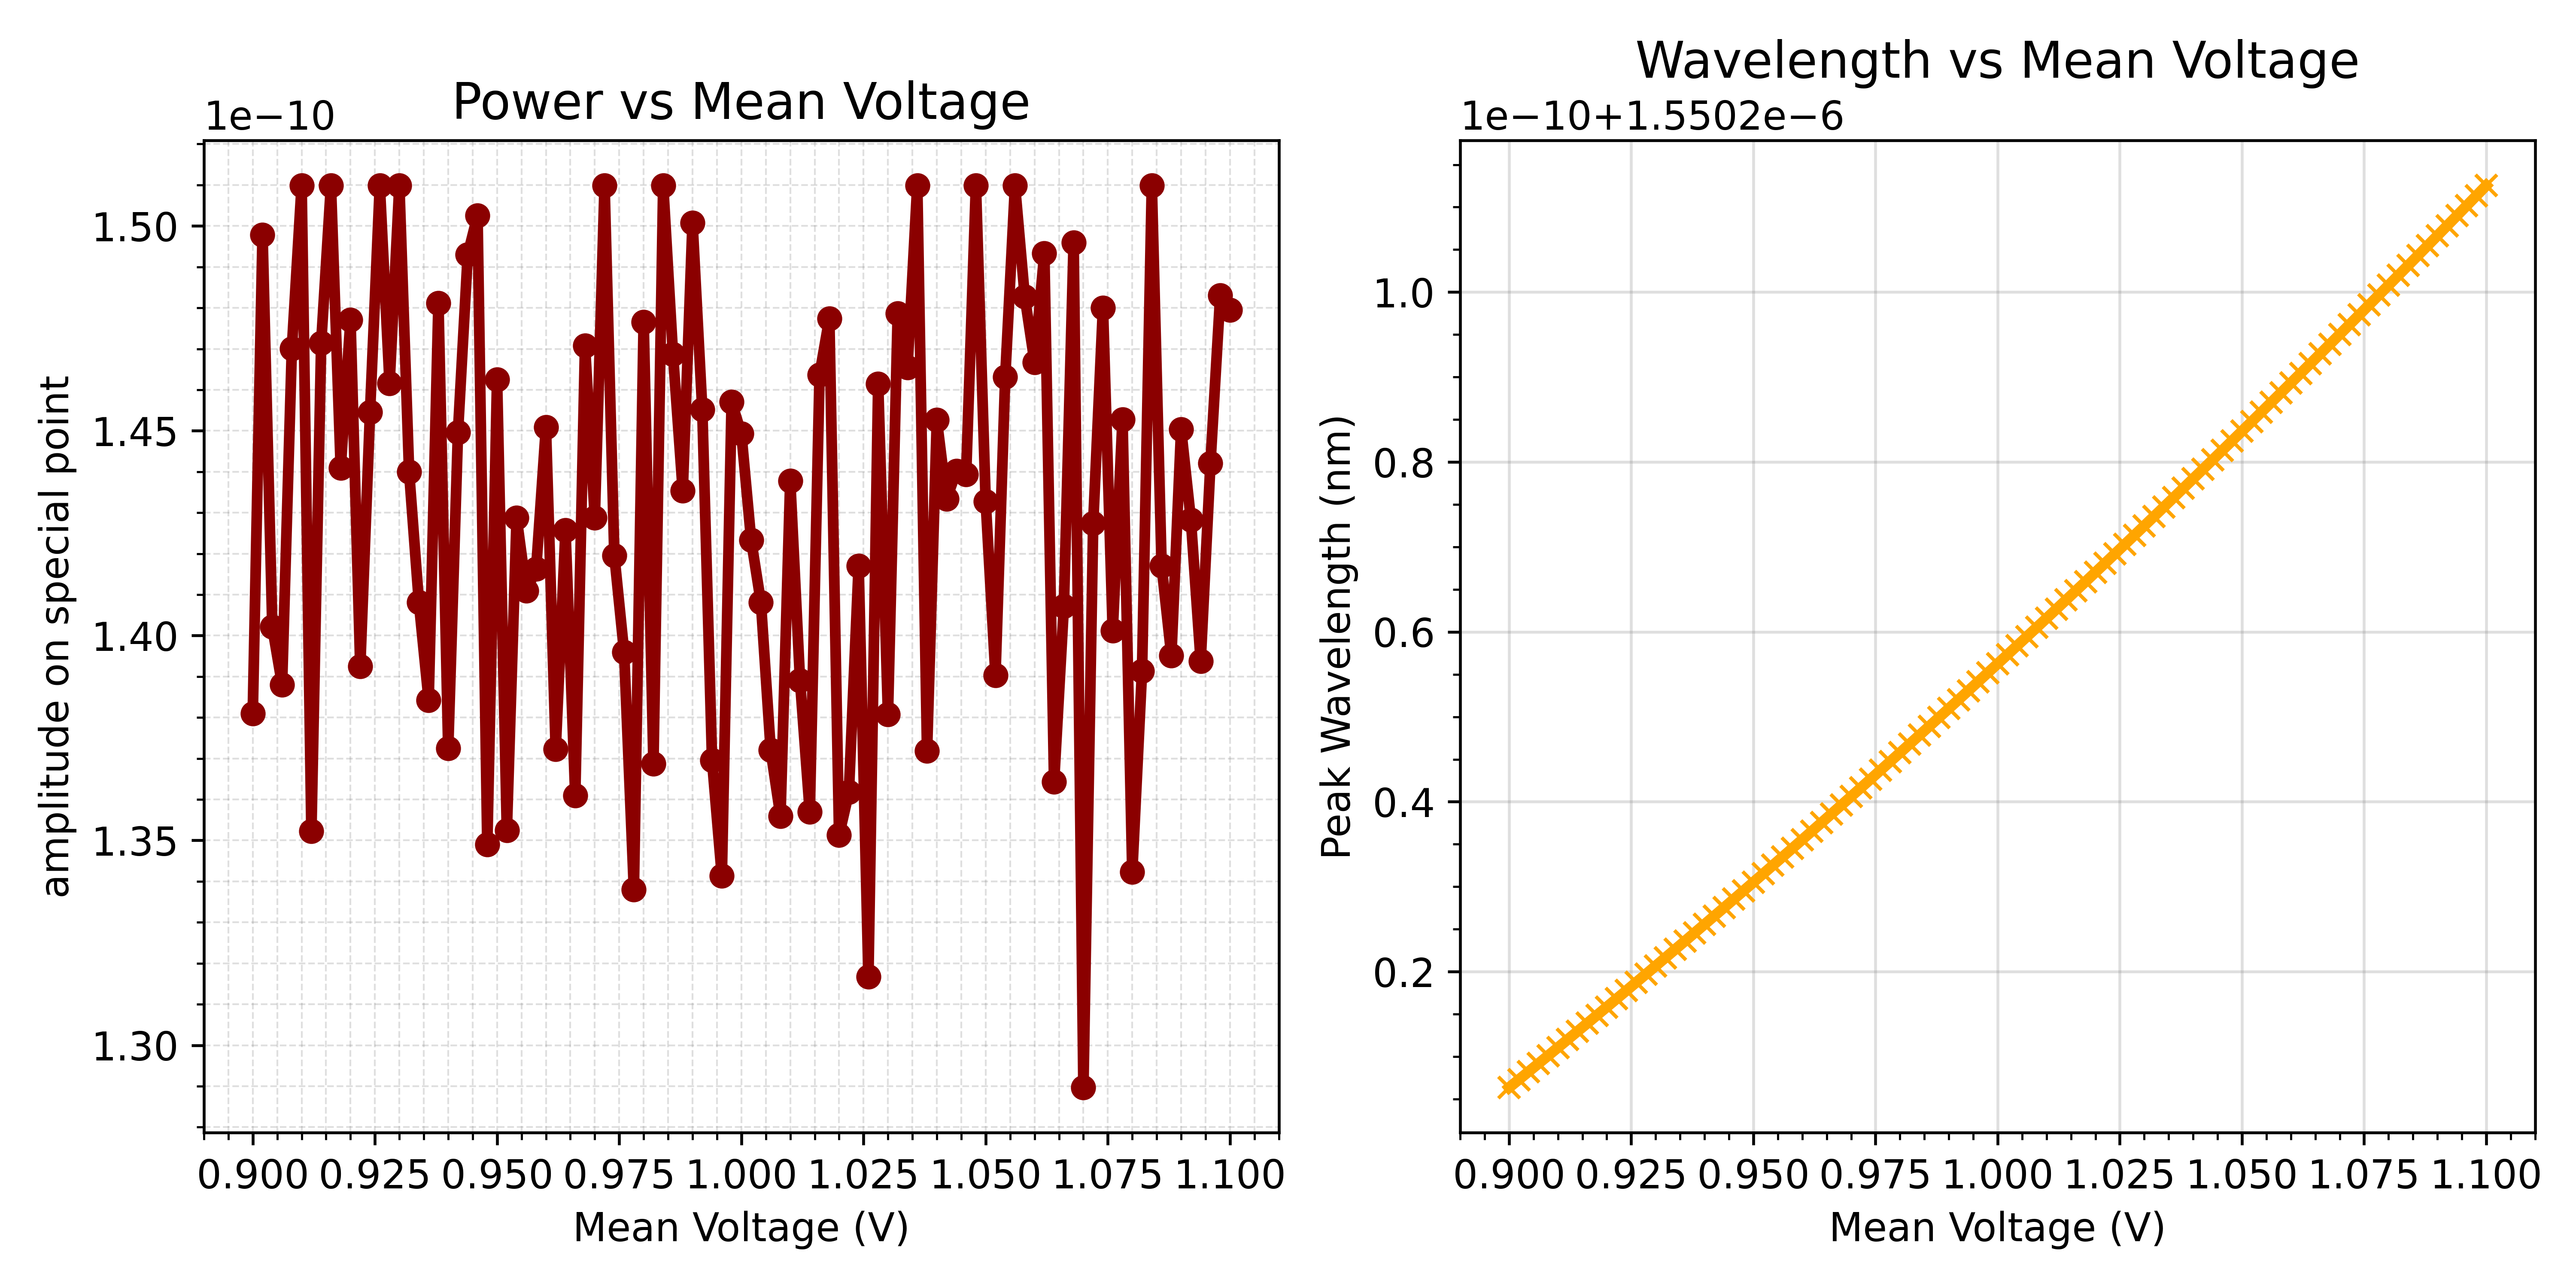 Power vs Mean Voltage
1e−10
1.50
1.45
1.40
1.35
1.30
amplitude on special point
0.900 0.925 0.950 0.975 1.000 1.025 1.050 1.075 1.100
Mean Voltage (V)
Wavelength vs Mean Voltage
1e−10+1.5502e−6
1.0
0.8
0.6
0.4
0.2
Peak Wavelength (nm)
0.900 0.925 0.950 0.975 1.000 1.025 1.050 1.075 1.100
Mean Voltage (V)